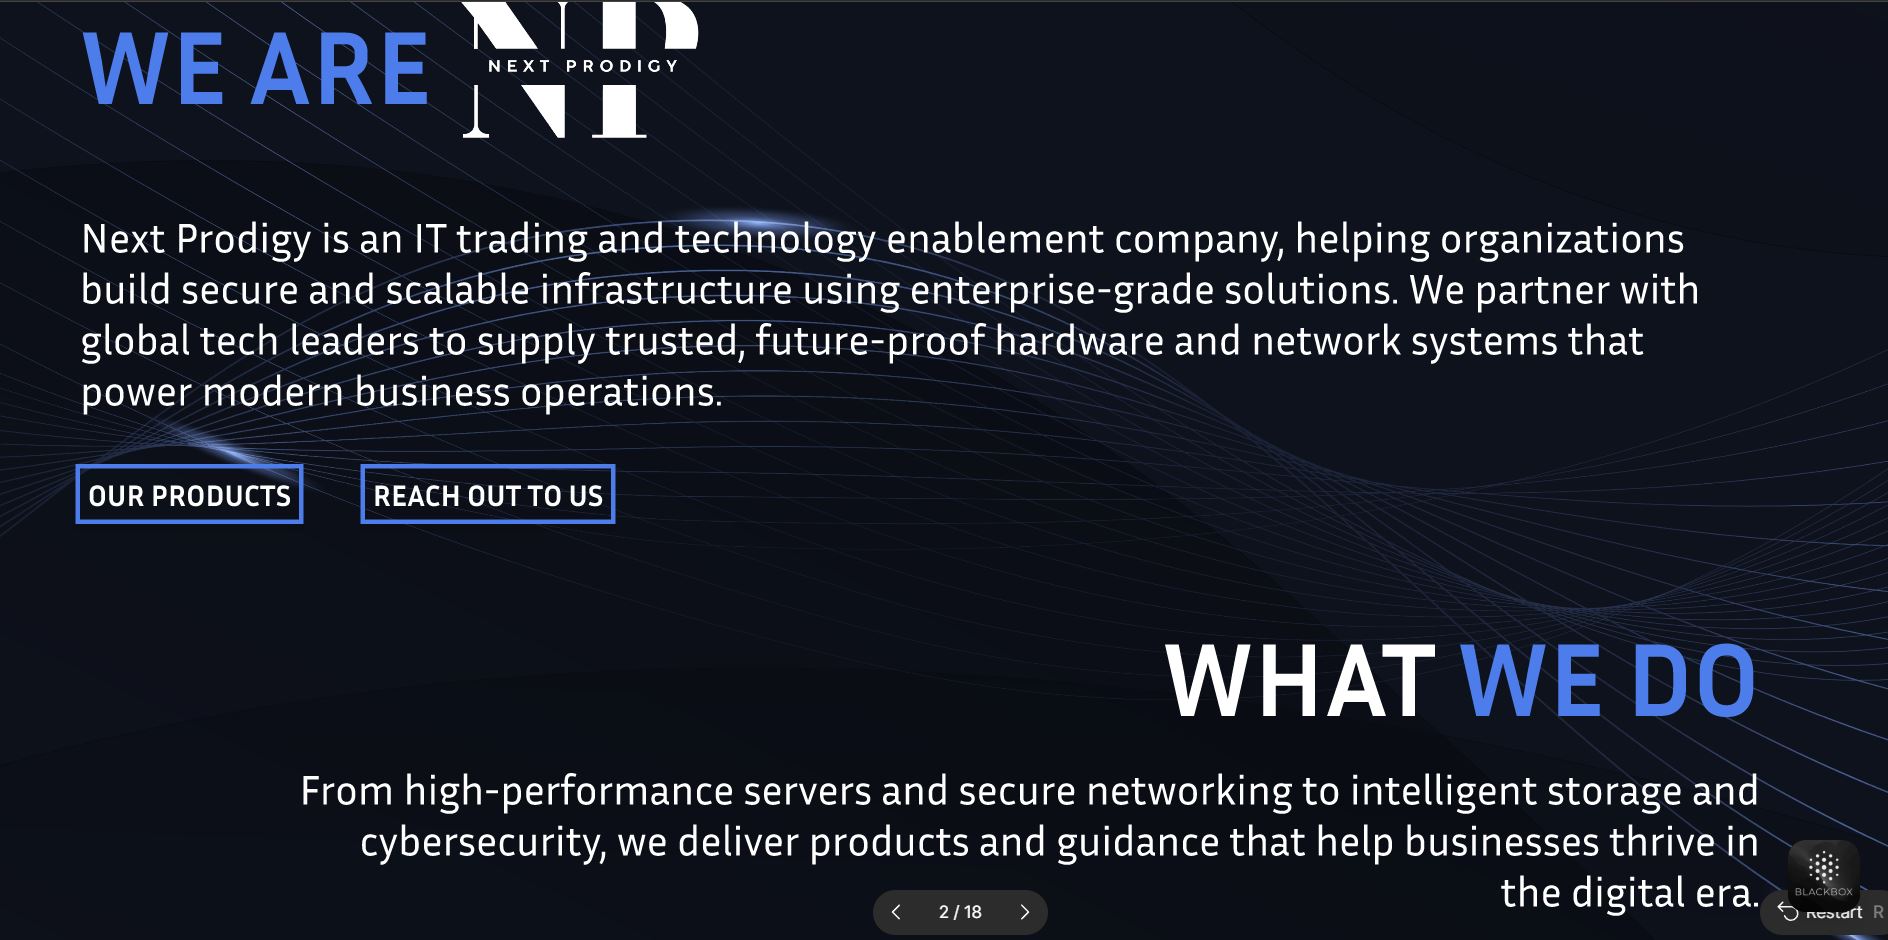 WE ARE
NP
NEXT PRODIGY
Next Prodigy is an IT trading and technology enablement company, helping organizations
build secure and scalable infrastructure using enterprise-grade solutions. We partner with
global tech leaders to supply trusted, future-proof hardware and network systems that
power modern business operations.
OUR PRODUCTS
REACH OUT TO US
WHAT WE DO
From high-performance servers and secure networking to intelligent storage and
cybersecurity, we deliver products and guidance that help businesses thrive in
the digital era.
BLACKBOX
2 / 18
Restart R